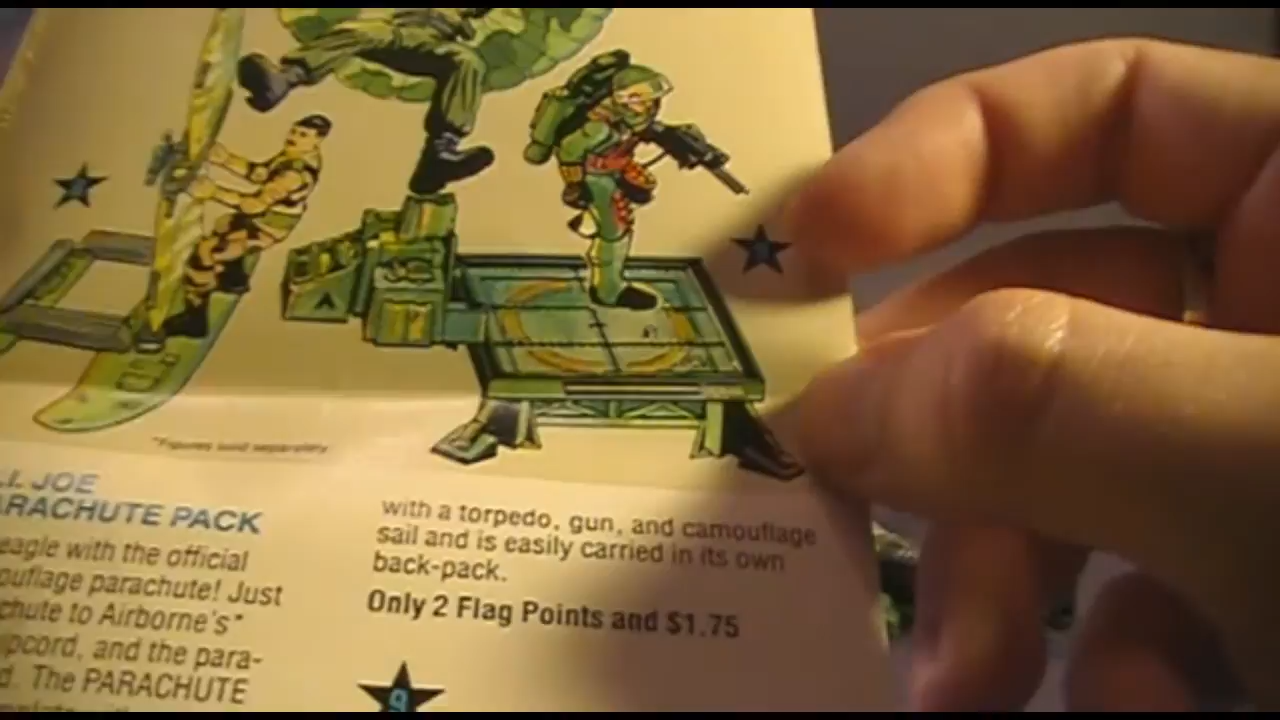 *Figures sold separately
.I. JOE
ARACHUTE PACK
eagle with the official
ouflage parachute! Just
chute to Airborne's*
ipcord, and the para-
d. The PARACHUTE
with a torpedo, gun, and camouflage
sail and is easily carried in its own
back-pack.
Only 2 Flag Points and $1.75
9